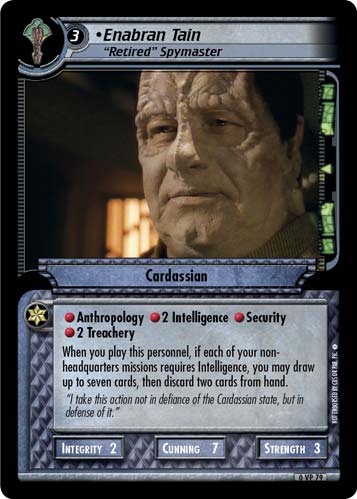 3
•Enabran Tain
"Retired" Spymaster
Cardassian
• Anthropology • 2 Intelligence • Security
• 2 Treachery
When you play this personnel, if each of your non-
headquarters missions requires Intelligence, you may draw
up to seven cards, then discard two cards from hand.
"I take this action not in defiance of the Cardassian state, but in
defense of it."
INTEGRITY 2 CUNNING 7 STRENGTH 3
0 VP 79